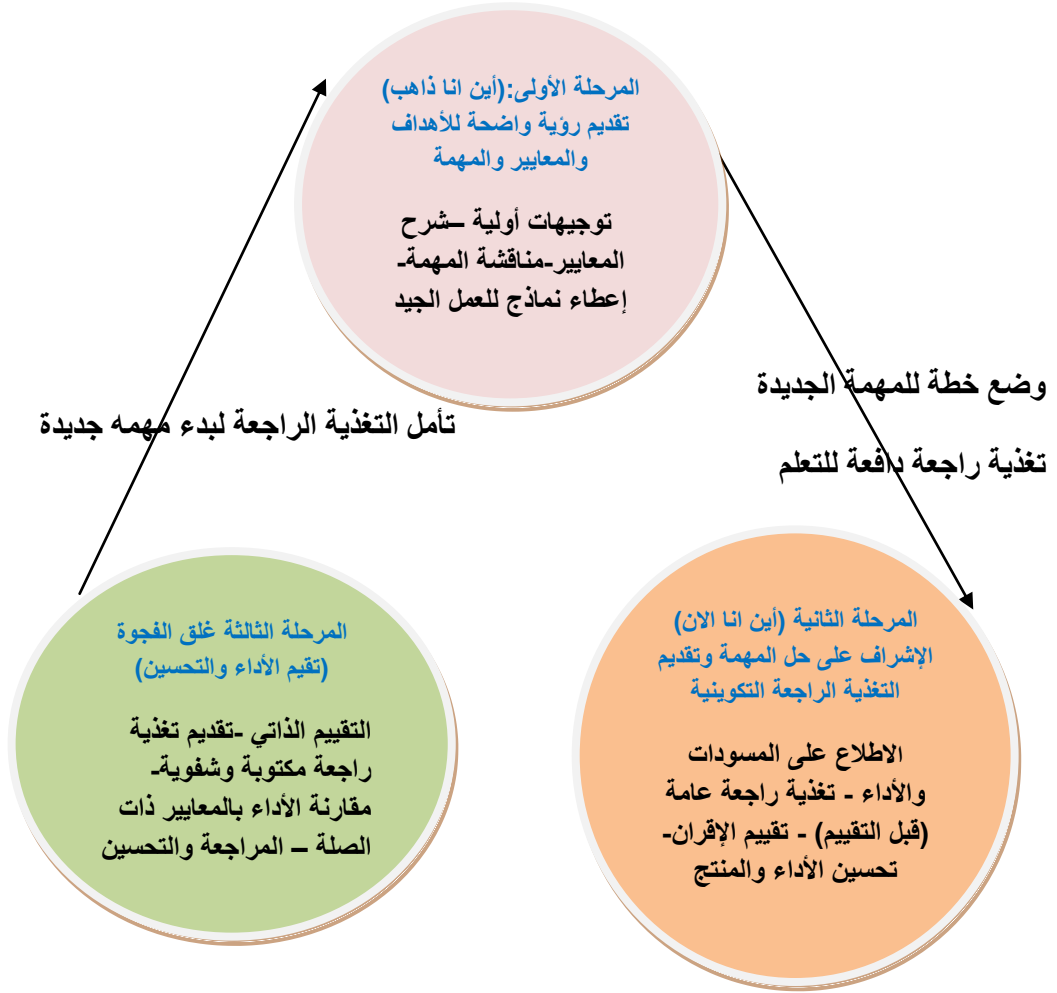 المرحلة الأولى:(أين انا ذاهب)
تقديم رؤية واضحة للأهداف
والمعايير والمهمة
توجيهات أولية –شرح
المعايير-مناقشة المهمة-
إعطاء نماذج للعمل الجيد
وضع خطة للمهمة الجديدة
تغذية راجعة دافعة للتعلم
تأمل التغذية الراجعة لبدء مهمه جديدة
المرحلة الثانية (أين انا الان)
الإشراف على حل المهمة وتقديم
التغذية الراجعة التكوينية
الاطلاع على المسودات
والأداء - تغذية راجعة عامة
(قبل التقييم) - تقييم الإقران-
تحسين الأداء والمنتج
المرحلة الثالثة غلق الفجوة
(تقيم الأداء والتحسين)
التقييم الذاتي -تقديم تغذية
راجعة مكتوبة وشفوية-
مقارنة الأداء بالمعايير ذات
الصلة – المراجعة والتحسين